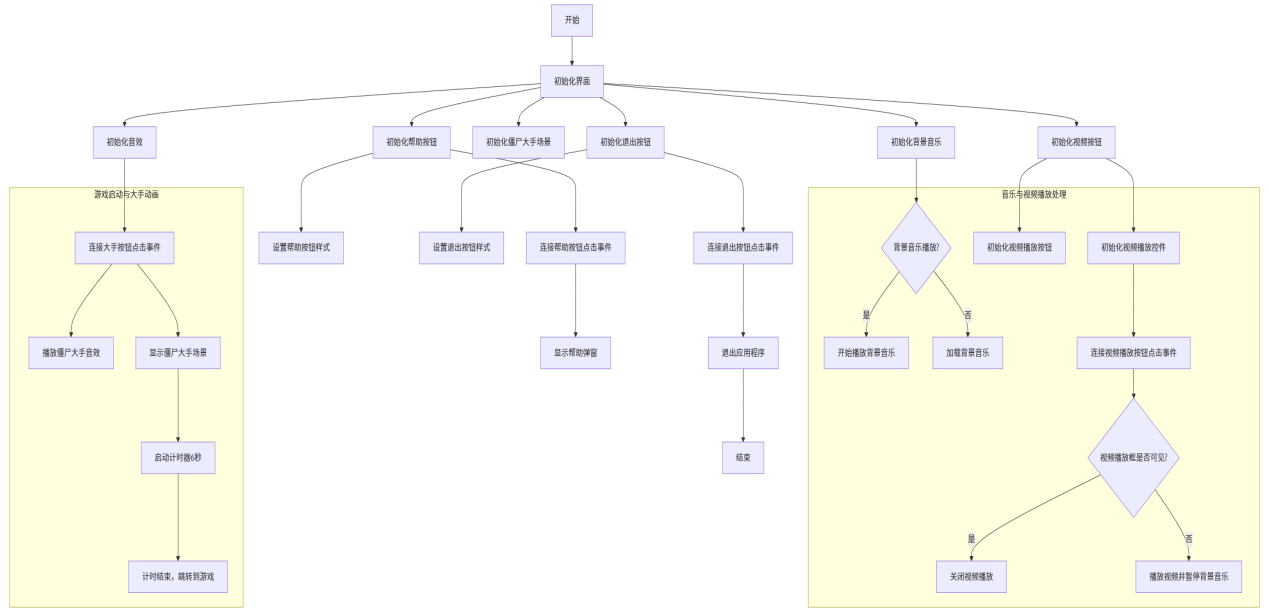 开始
初始化界面
初始化音效
初始化帮助按钮
初始化僵尸大手场景
初始化退出按钮
初始化背景音乐
初始化视频按钮
游戏启动与大手动画
音乐与视频播放处理
连接大手按钮点击事件
设置帮助按钮样式
设置退出按钮样式
连接帮助按钮点击事件
连接退出按钮点击事件
背景音乐播放?
初始化视频播放按钮
初始化视频播放控件
是
否
播放僵尸大手音效
显示僵尸大手场景
显示帮助弹窗
退出应用程序
开始播放背景音乐
加载背景音乐
连接视频播放按钮点击事件
启动计时器6秒
结束
视频播放框是否可见?
是
否
计时结束，跳转到游戏
关闭视频播放
播放视频并暂停背景音乐